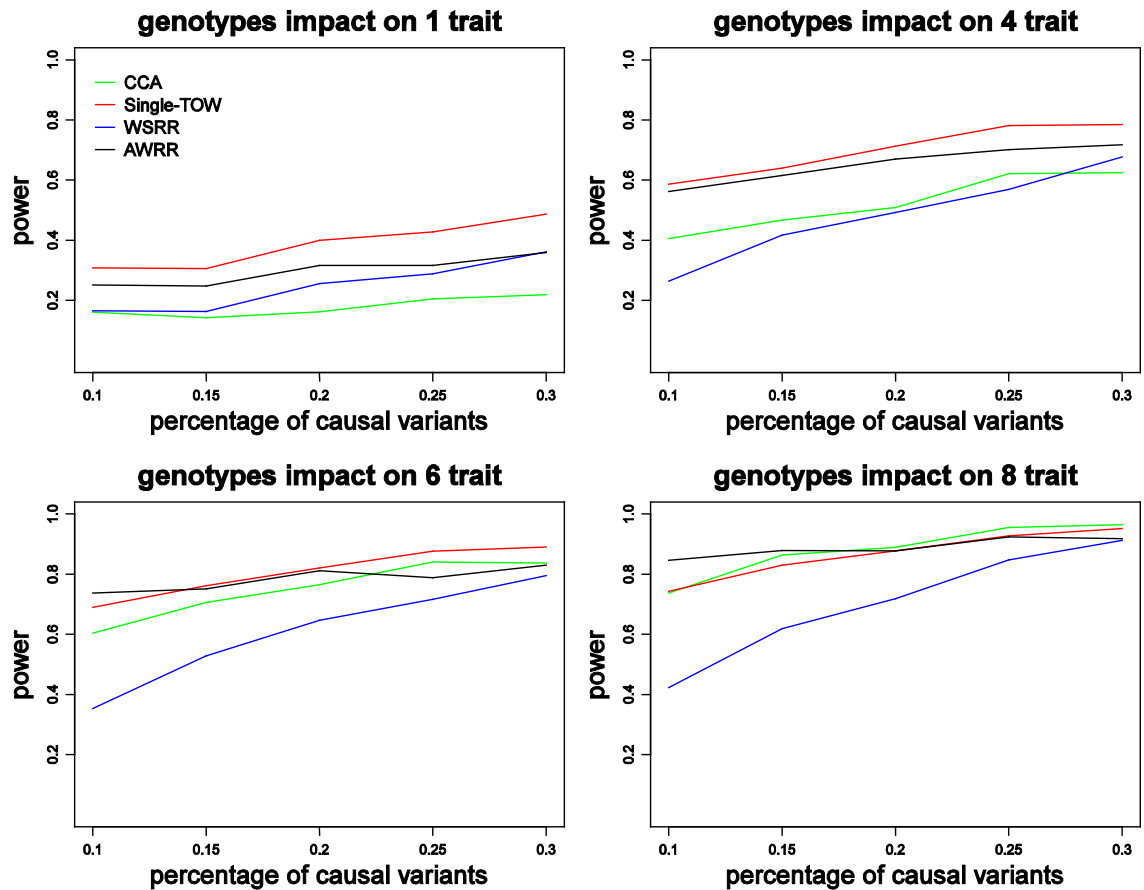 genotypes impact on 1 trait
power
1.0
0.8
0.6
0.4
0.2
CCA
Single-TOW
WSRR
AWRR
0.1 0.15 0.2 0.25 0.3
percentage of causal variants
genotypes impact on 4 trait
power
1.0
0.8
0.6
0.4
0.2
0.1 0.15 0.2 0.25 0.3
percentage of causal variants
genotypes impact on 6 trait
power
1.0
0.8
0.6
0.4
0.2
0.1 0.15 0.2 0.25 0.3
percentage of causal variants
genotypes impact on 8 trait
power
1.0
0.8
0.6
0.4
0.2
0.1 0.15 0.2 0.25 0.3
percentage of causal variants